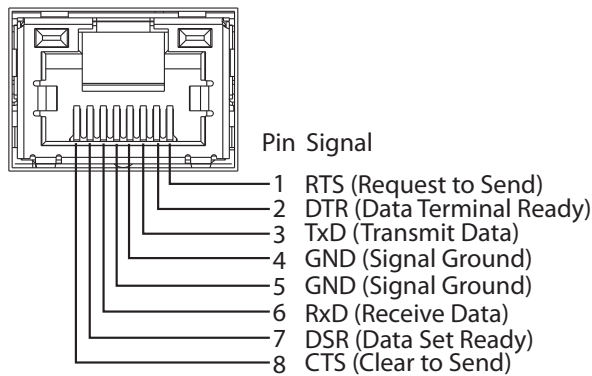 Pin Signal
1 RTS (Request to Send)
2 DTR (Data Terminal Ready)
3 TxD (Transmit Data)
4 GND (Signal Ground)
5 GND (Signal Ground)
6 RxD (Receive Data)
7 DSR (Data Set Ready)
8 CTS (Clear to Send)